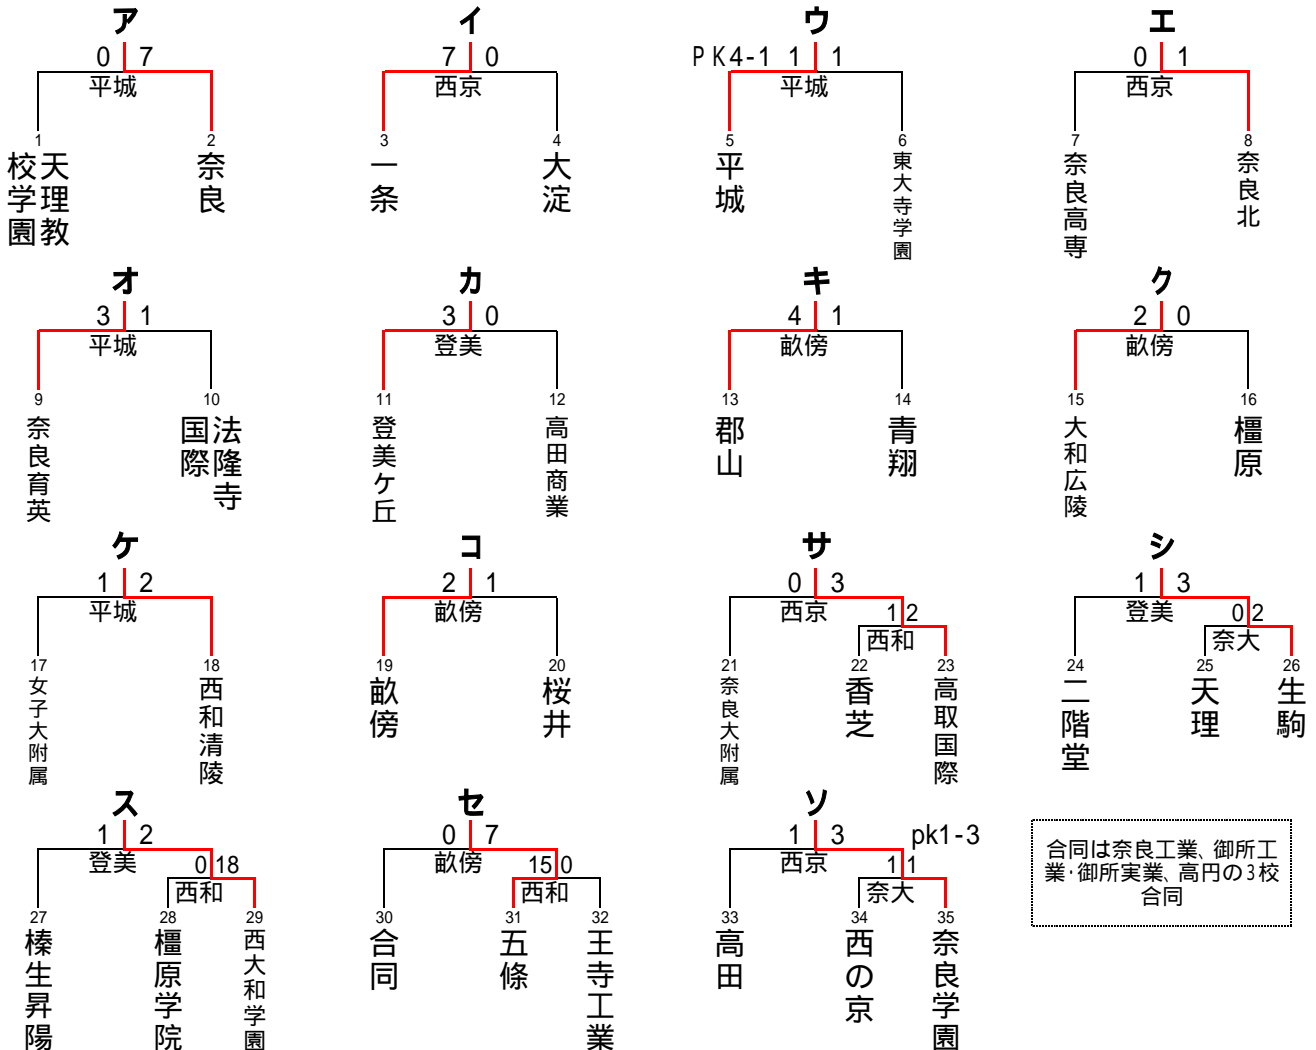 ア
0 7
平城
1
天理教
校学園
2
奈良
イ
7 0
西京
3
一条
4
大淀
ウ
PK4-1 1 1
平城
5
平城
6
東大寺学園
エ
0 1
西京
7
奈良高専
8
奈良北
オ
3 1
平城
9
奈良育英
10
法隆寺
国際
カ
3 0
登美
11
登美ケ丘
12
高田商業
キ
4 1
畝傍
13
郡山
14
青翔
ク
2 0
畝傍
15
大和広陵
16
橿原
ケ
1 2
平城
17
女子大附属
18
西和清陵
コ
2 1
畝傍
19
畝傍
20
桜井
サ
0 3
西京
1 2
西和
21
奈良大附属
22
香芝
23
高取国際
シ
1 3
登美
0 2
奈大
24
二階堂
25
天理
26
生駒
ス
1 2
登美
0 18
西和
27
榛生昇陽
28
橿原学院
29
西大和学園
セ
0 7
畝傍
15 0
西和
30
合同
31
五條
32
王寺工業
ソ
1 3
pk1-3
西京
1 1
奈大
33
高田
34
西の京
35
奈良学園
合同は奈良工業、御所工
業・御所実業、高円の3校
合同